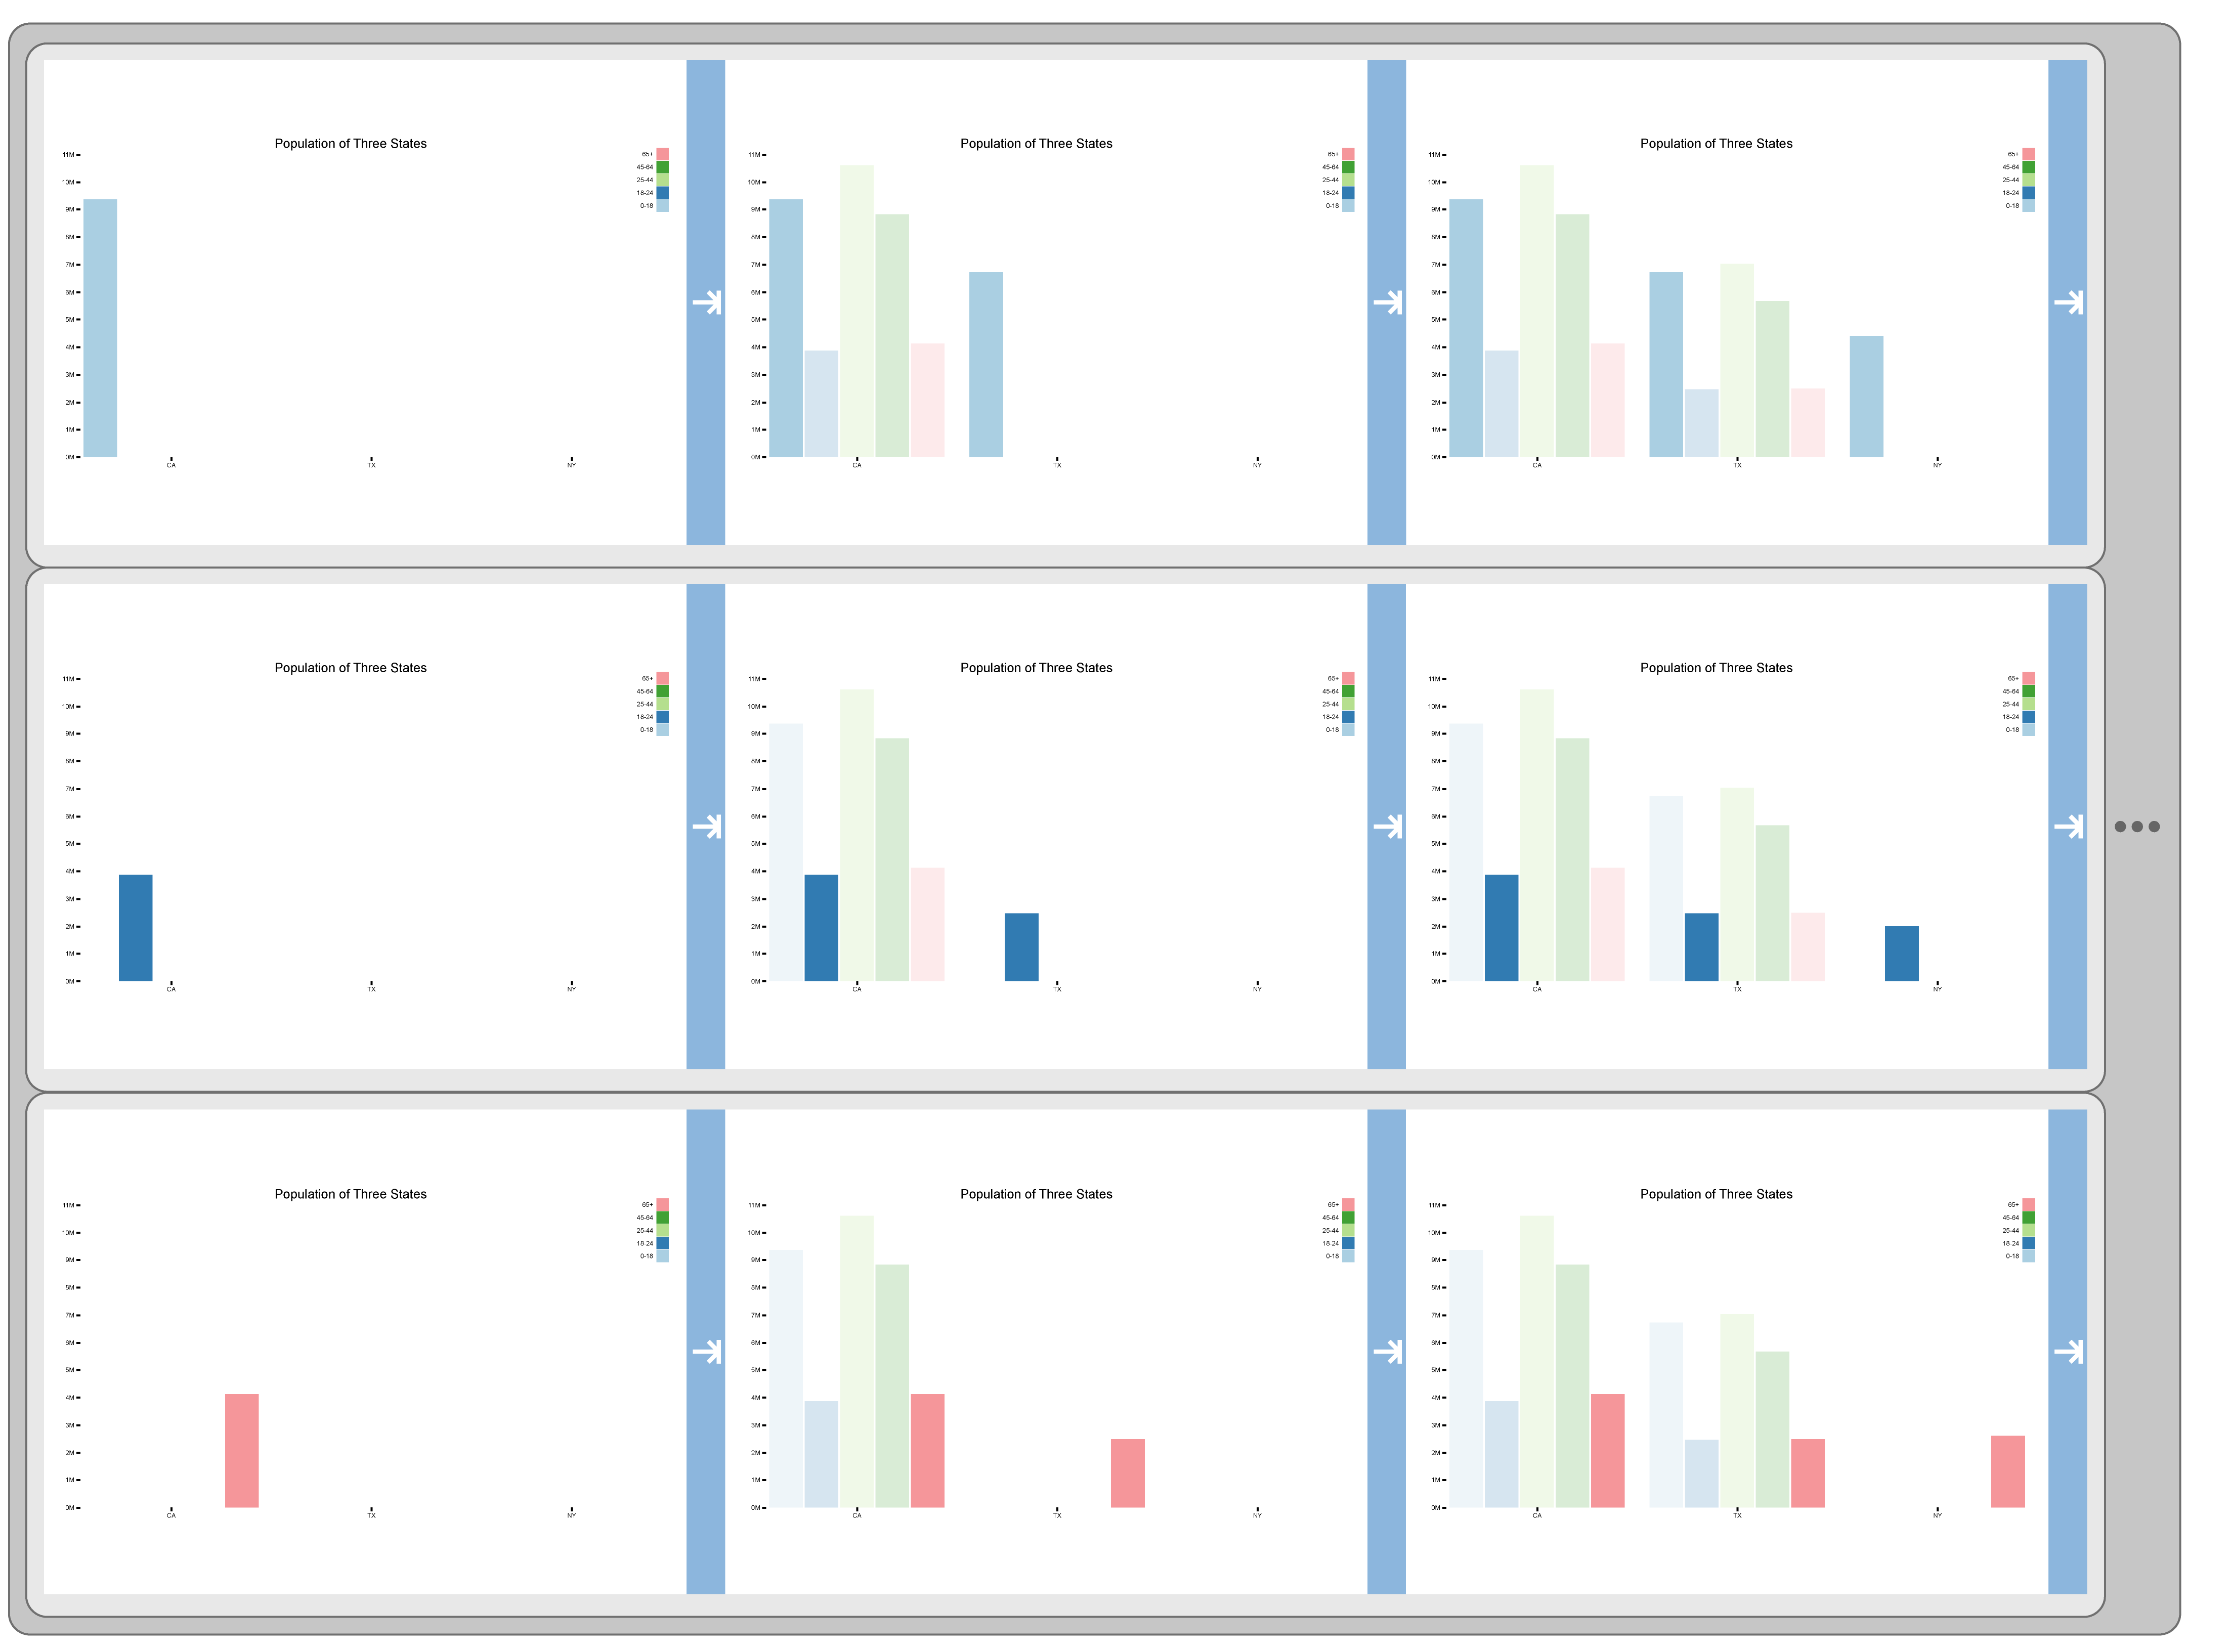 Population of Three States
11M
10M
9M
8M
7M
6M
5M
4M
3M
2M
1M
0M
CA TX NY
65+
45-64
25-44
18-24
0-18
Population of Three States
11M
10M
9M
8M
7M
6M
5M
4M
3M
2M
1M
0M
CA TX NY
65+
45-64
25-44
18-24
0-18
Population of Three States
11M
10M
9M
8M
7M
6M
5M
4M
3M
2M
1M
0M
CA TX NY
65+
45-64
25-44
18-24
0-18
Population of Three States
11M
10M
9M
8M
7M
6M
5M
4M
3M
2M
1M
0M
CA TX NY
65+
45-64
25-44
18-24
0-18
Population of Three States
11M
10M
9M
8M
7M
6M
5M
4M
3M
2M
1M
0M
CA TX NY
65+
45-64
25-44
18-24
0-18
Population of Three States
11M
10M
9M
8M
7M
6M
5M
4M
3M
2M
1M
0M
CA TX NY
65+
45-64
25-44
18-24
0-18
Population of Three States
11M
10M
9M
8M
7M
6M
5M
4M
3M
2M
1M
0M
CA TX NY
65+
45-64
25-44
18-24
0-18
Population of Three States
11M
10M
9M
8M
7M
6M
5M
4M
3M
2M
1M
0M
CA TX NY
65+
45-64
25-44
18-24
0-18
Population of Three States
11M
10M
9M
8M
7M
6M
5M
4M
3M
2M
1M
0M
CA TX NY
65+
45-64
25-44
18-24
0-18